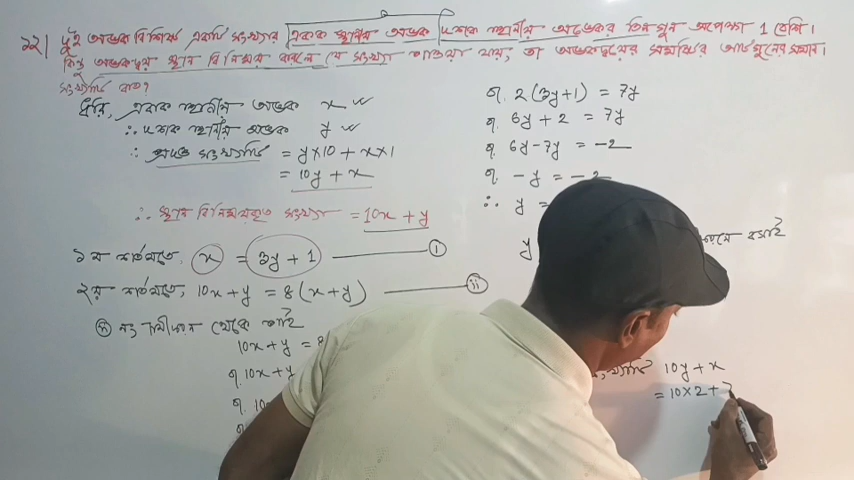 ১২| দুই অঙ্কবিশিষ্ট একটি সংখ্যার একক স্থানীয় অঙ্ক দশক স্থানীয় অঙ্কের তিন গুন অপেক্ষা 1 বেশি।
কিন্তু অঙ্কদ্বয় স্থান বিনিময় করলে যে সংখ্যা পাওয়া যায়, তা অঙ্কদ্বয়ের সমষ্টির আটগুনের সমান।
সংখ্যাটি কত?
ধরি, একক স্থানীয় অঙ্ক x
∴ দশক স্থানীয় অঙ্ক y
∴ সংখ্যাটি = y×10 + x×1
= 10y + x
∴ স্থান বিনিময়কৃত সংখ্যা = 10x + y
১ম শর্তমতে, x = 3y + 1 ——— (i)
২য় শর্তমতে, 10x + y = 8(x + y) ——— (ii)
(ii) নং সমীকরণ থেকে পাই
10x + y = 8
বা, 10x + y
বা, 10
বা,
বা, 2(3y+1) = 7y
বা, 6y + 2 = 7y
বা, 6y - 7y = -2
বা, -y = -2
∴ y =
y বসাই
10y + x
= 10×2 +